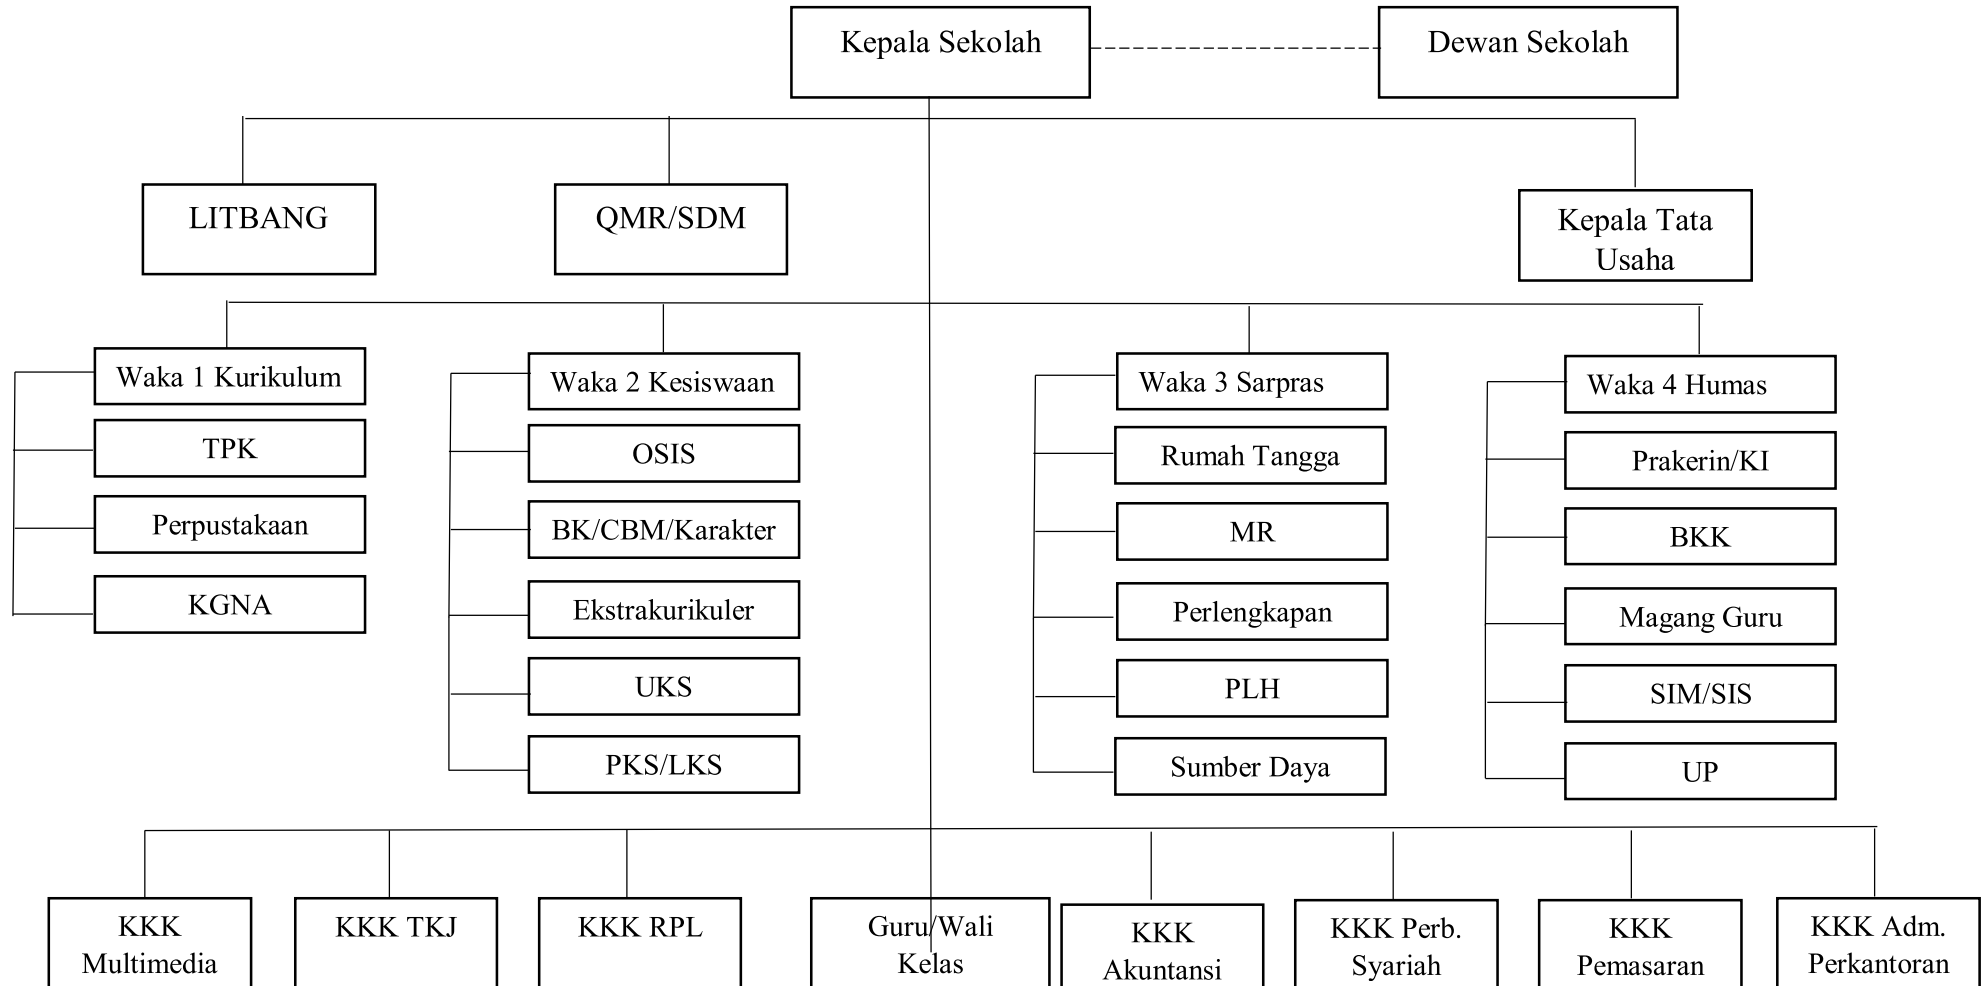 Kepala Sekolah
Dewan Sekolah
LITBANG
QMR/SDM
Kepala Tata
Usaha
Waka 1 Kurikulum
TPK
Perpustakaan
KGNA
Waka 2 Kesiswaan
OSIS
BK/CBM/Karakter
Ekstrakurikuler
UKS
PKS/LKS
Waka 3 Sarpras
Rumah Tangga
MR
Perlengkapan
PLH
Sumber Daya
Waka 4 Humas
Prakerin/KI
BKK
Magang Guru
SIM/SIS
UP
KKK
Multimedia
KKK TKJ
KKK RPL
Guru/Wali
Kelas
KKK
Akuntansi
KKK Perb.
Syariah
KKK
Pemasaran
KKK Adm.
Perkantoran